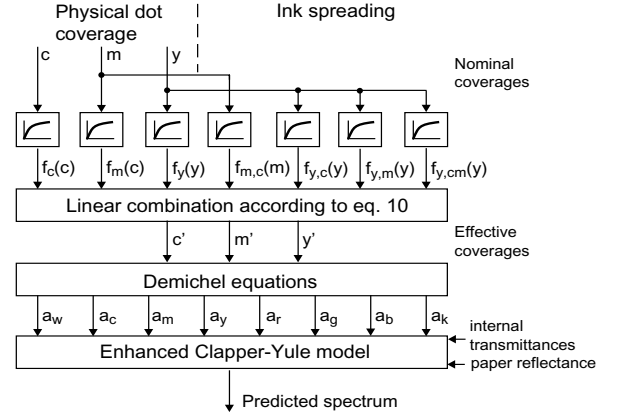 Physical dot coverage
Ink spreading
c
m
y
Nominal coverages
f_c(c)
f_m(c)
f_y(y)
f_m,c(m)
f_y,c(y)
f_y,m(y)
f_y,cm(y)
Linear combination according to eq. 10
Effective coverages
c'
m'
y'
Demichel equations
a_w
a_c
a_m
a_y
a_r
a_g
a_b
a_k
internal transmittances
Enhanced Clapper-Yule model
paper reflectance
Predicted spectrum